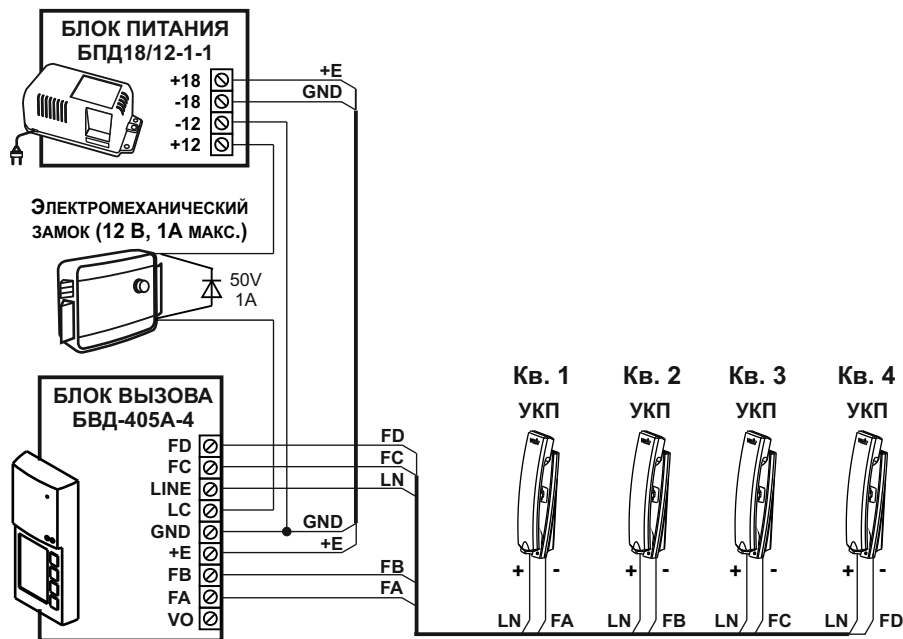 БЛОК ПИТАНИЯ
БПД18/12-1-1
+18
-18
-12
+12
+E
GND
ЭЛЕКТРОМЕХАНИЧЕСКИЙ
ЗАМОК (12 В, 1А МАКС.)
50V
1A
БЛОК ВЫЗОВА
БВД-405А-4
FD
FC
LINE
LC
GND
+E
FB
FA
VO
FD
FC
LN
GND
+E
FB
FA
Кв. 1 Кв. 2 Кв. 3 Кв. 4
УКП УКП УКП УКП
+ - + - + - + -
LN FA LN FB LN FC LN FD